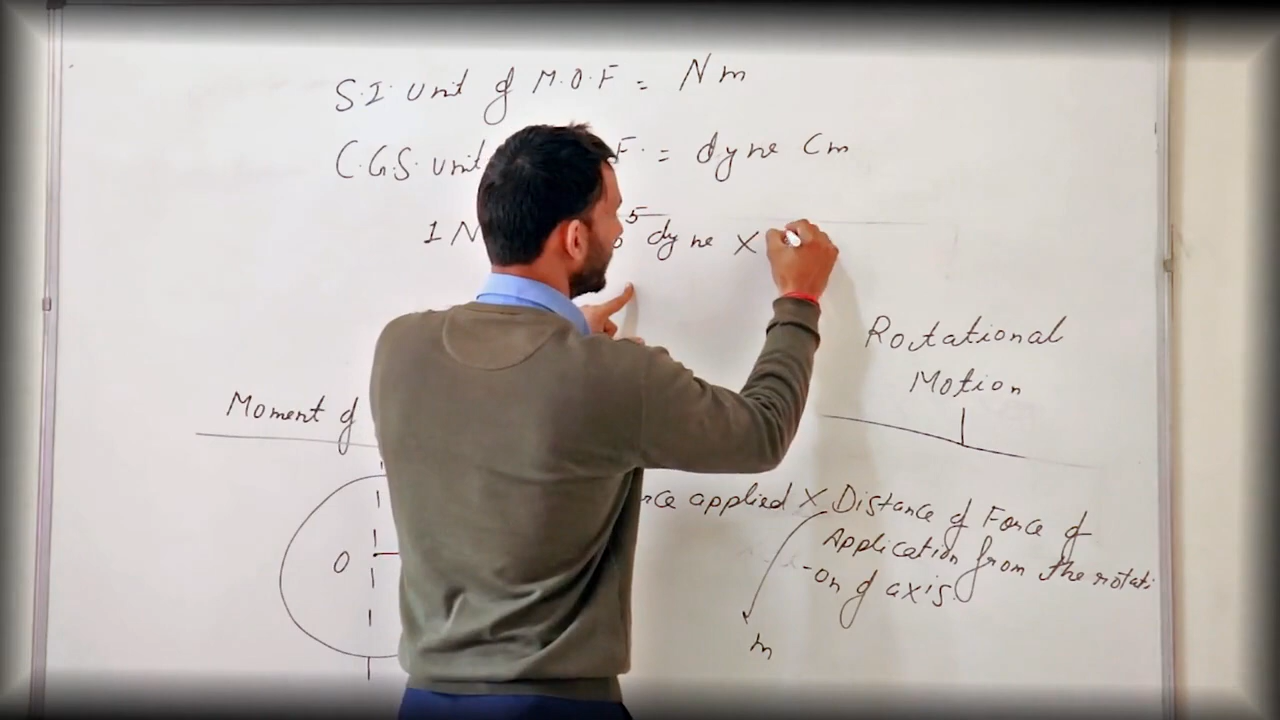 S.I. unit of M.O.F = Nm
C.G.S. unit F. = dyne Cm
1 N 5 dyne X
Rotational
Motion
Moment of
applied X Distance of Force of
Application from the rotati
-on of axis.
O
m